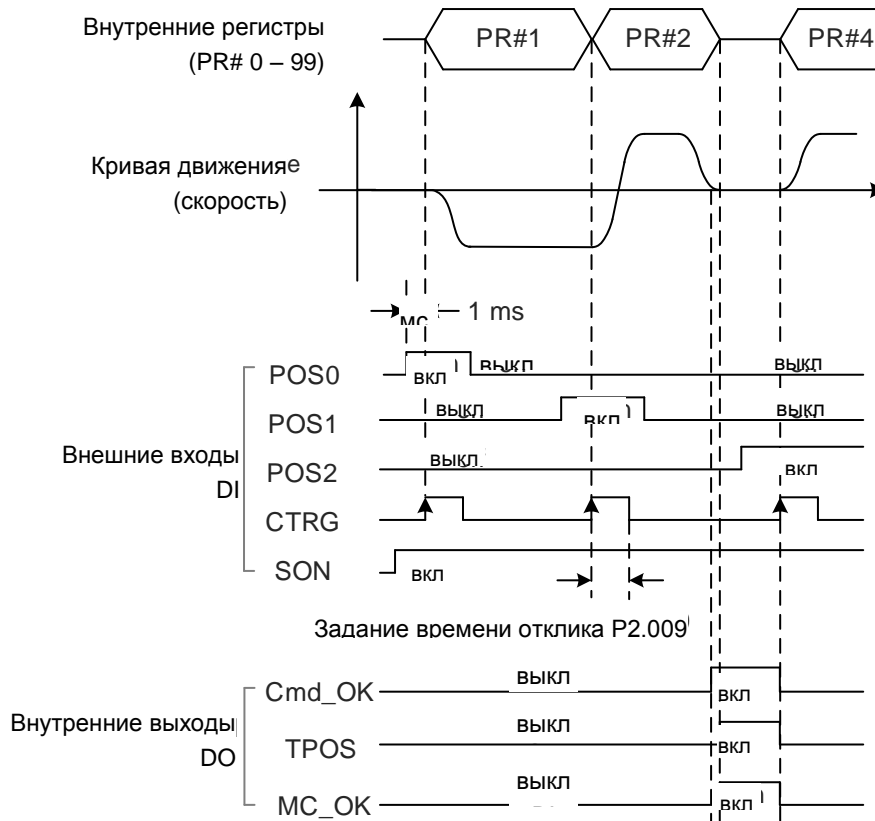 Внутренние регистры
(PR# 0 – 99)
PR#1
PR#2
PR#4
Кривая движенияe
(скорость)
1 ms
мс
Внешние входы
DI
POS0
вкл
выкл
выкл
POS1
выкл
вкл
выкл
POS2
выкл
вкл
CTRG
SON
вкл
Задание времени отклика P2.009
Внутренние выходы
DO
Cmd_OK
выкл
вкл
TPOS
выкл
вкл
MC_OK
выкл
вкл